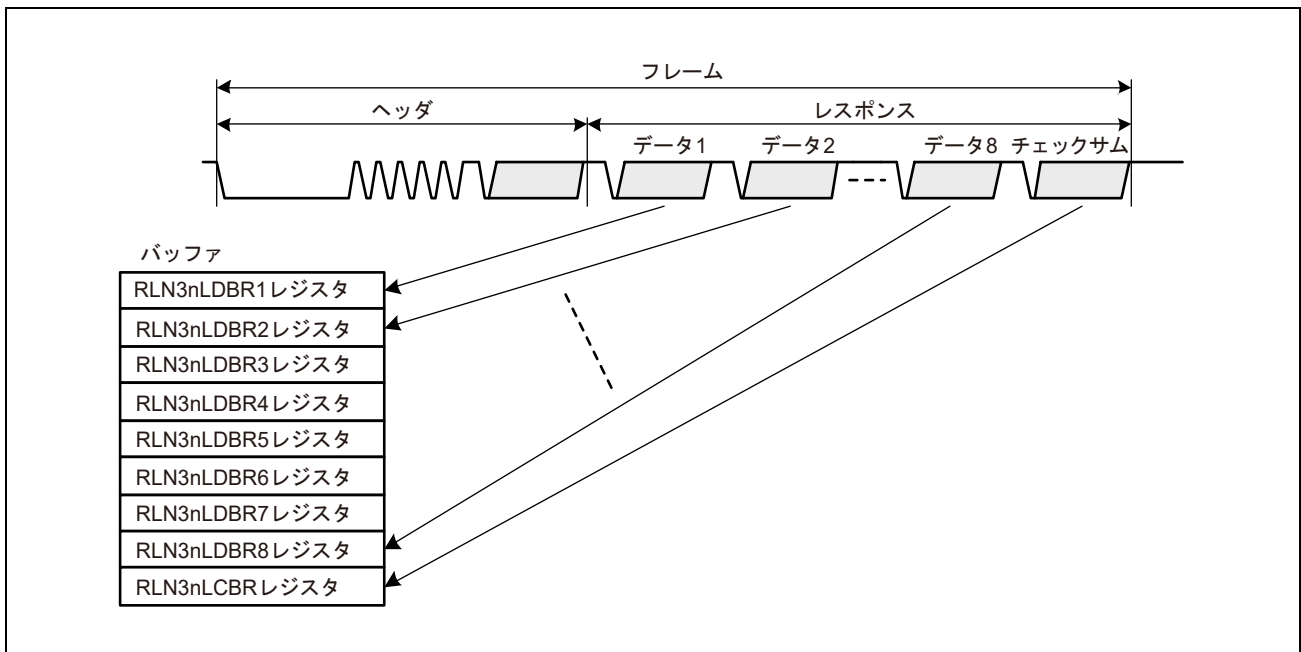 フレーム
ヘッダ
レスポンス
データ1
データ2
データ8
チェックサム
バッファ
RLN3nLDBR1レジスタ
RLN3nLDBR2レジスタ
RLN3nLDBR3レジスタ
RLN3nLDBR4レジスタ
RLN3nLDBR5レジスタ
RLN3nLDBR6レジスタ
RLN3nLDBR7レジスタ
RLN3nLDBR8レジスタ
RLN3nLCBRレジスタ